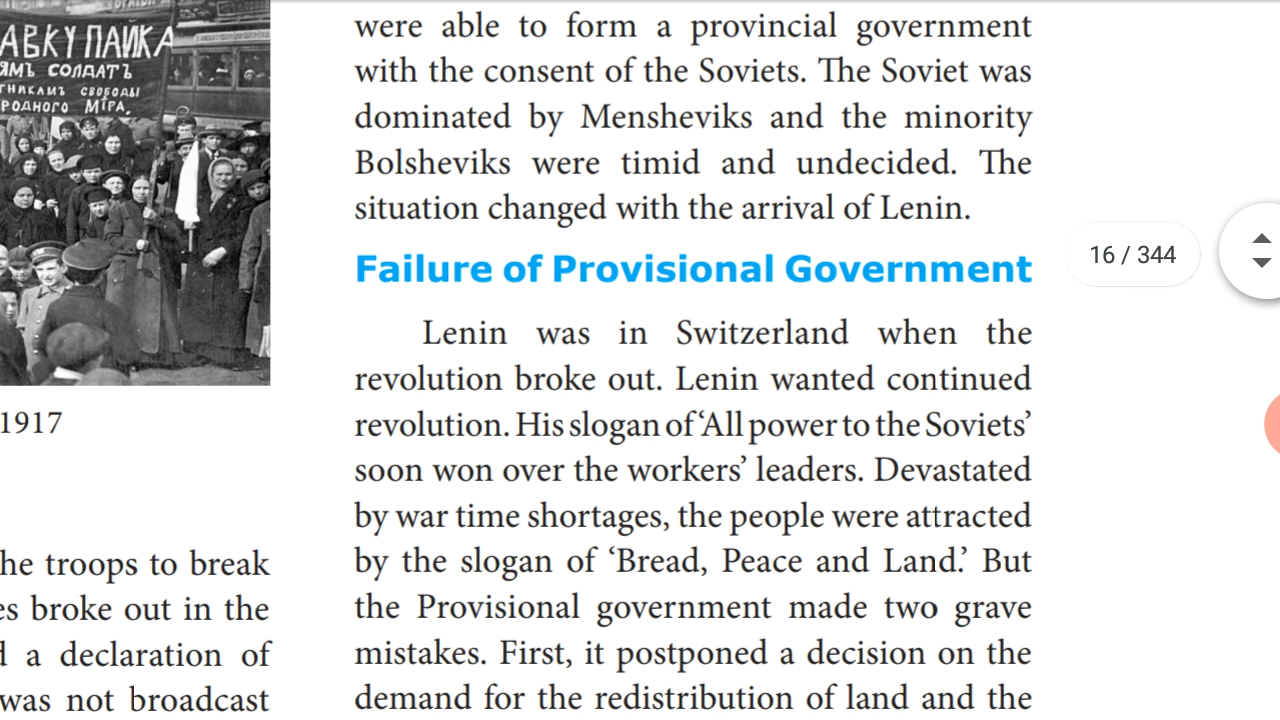 АВКУ ПАЙКА
ЯМЪ СОЛДАТЪ
СВОБОДЫ
РОДНОГО МІРА.
1917
he troops to break
es broke out in the
d a declaration of
was not broadcast
were able to form a provincial government
with the consent of the Soviets. The Soviet was
dominated by Mensheviks and the minority
Bolsheviks were timid and undecided. The
situation changed with the arrival of Lenin.
Failure of Provisional Government
Lenin was in Switzerland when the
revolution broke out. Lenin wanted continued
revolution. His slogan of ‘All power to the Soviets’
soon won over the workers’ leaders. Devastated
by war time shortages, the people were attracted
by the slogan of ‘Bread, Peace and Land.’ But
the Provisional government made two grave
mistakes. First, it postponed a decision on the
demand for the redistribution of land and the
16 / 344